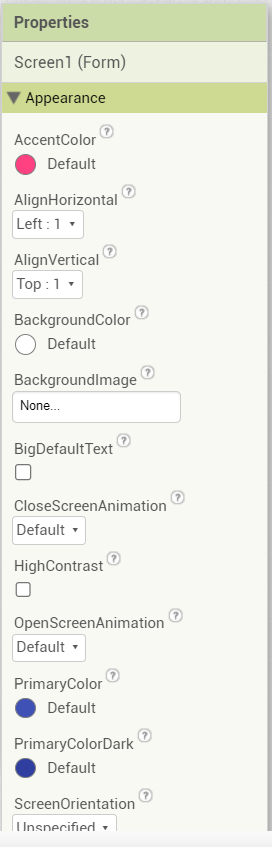 Properties
Screen1 (Form)
Appearance
AccentColor ?
Default
AlignHorizontal ?
Left : 1
AlignVertical ?
Top : 1
BackgroundColor ?
Default
BackgroundImage ?
None...
BigDefaultText ?
CloseScreenAnimation ?
Default
HighContrast ?
OpenScreenAnimation ?
Default
PrimaryColor ?
Default
PrimaryColorDark ?
Default
ScreenOrientation ?
Unspecified